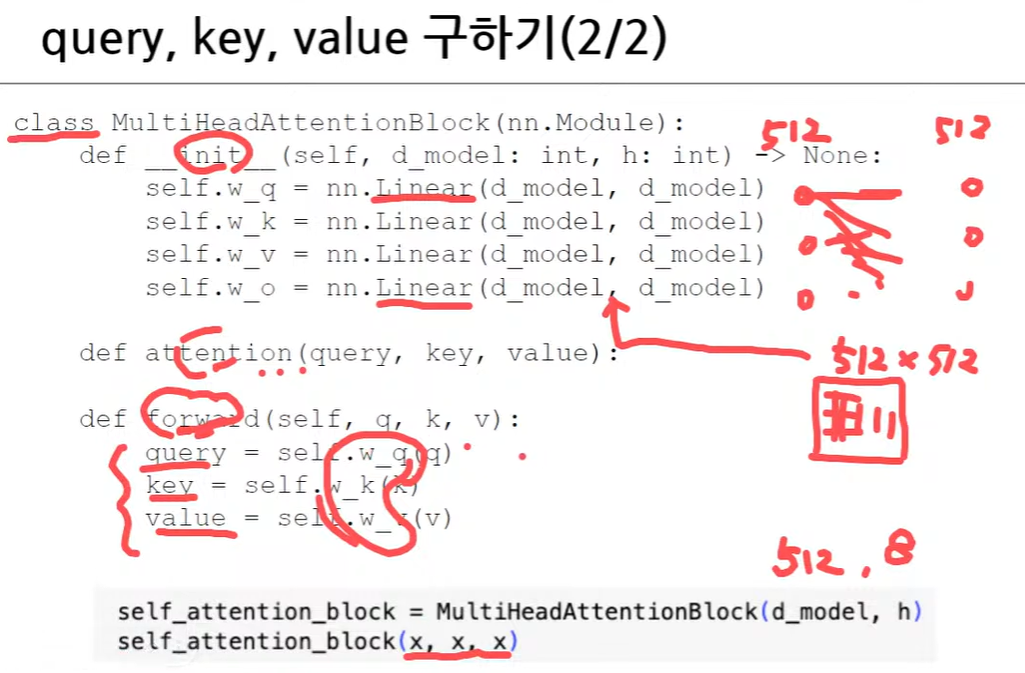 query, key, value 구하기(2/2)
class MultiHeadAttentionBlock(nn.Module):
512
512
def __init__(self, d_model: int, h: int) -> None:
self.w_q = nn.Linear(d_model, d_model)
self.w_k = nn.Linear(d_model, d_model)
self.w_v = nn.Linear(d_model, d_model)
self.w_o = nn.Linear(d_model, d_model)
def attention(query, key, value):
512 × 512
def forward(self, q, k, v):
query = self.w_q(q)
key = self.w_k(k)
value = self.w_v(v)
512 , 8
self_attention_block = MultiHeadAttentionBlock(d_model, h)
self_attention_block(x, x, x)